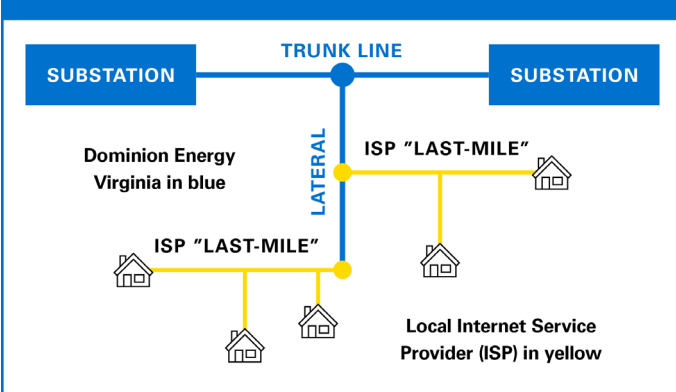 TRUNK LINE
SUBSTATION
SUBSTATION
LATERAL
ISP ”LAST-MILE”
Dominion Energy
Virginia in blue
ISP ”LAST-MILE”
Local Internet Service
Provider (ISP) in yellow